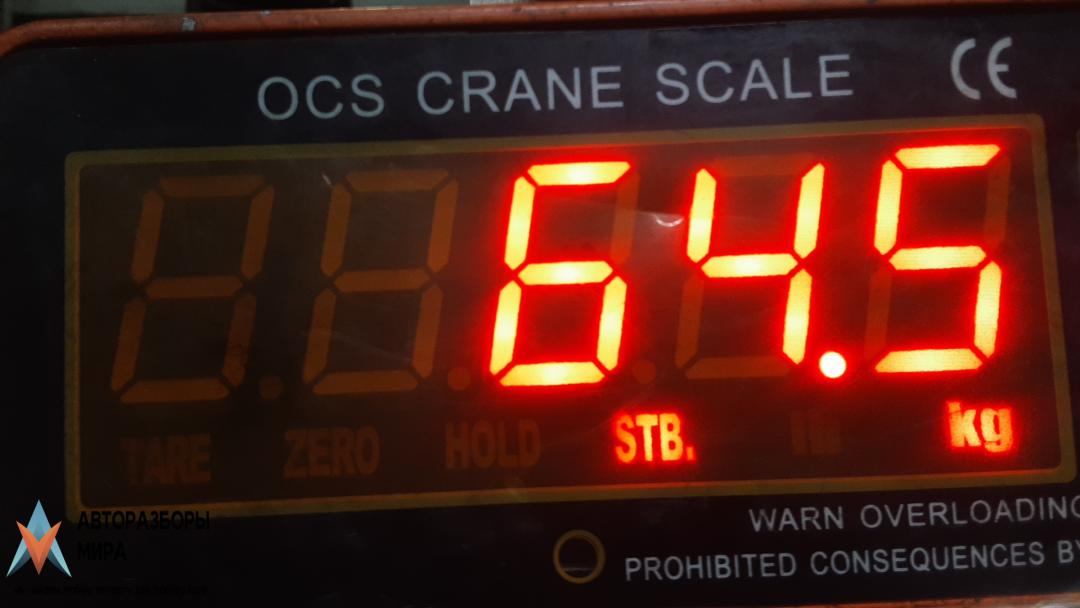 OCS CRANE SCALE CE
64.5
TARE ZERO HOLD STB. lb kg
WARN OVERLOADING
PROHIBITED CONSEQUENCES BY
АВТОРАЗБОРЫ
МИРА